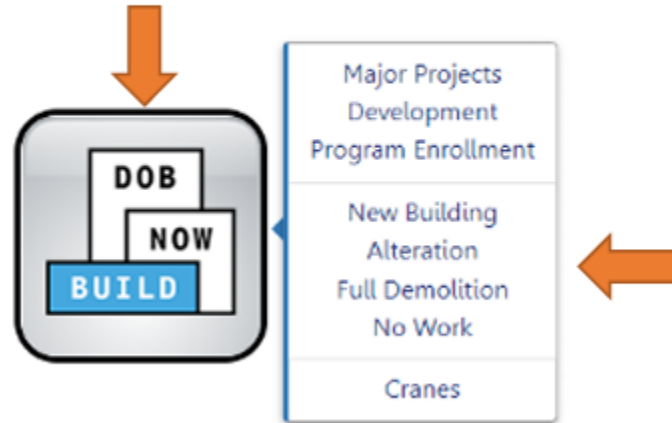 DOB
NOW
BUILD
Major Projects
Development
Program Enrollment
New Building
Alteration
Full Demolition
No Work
Cranes